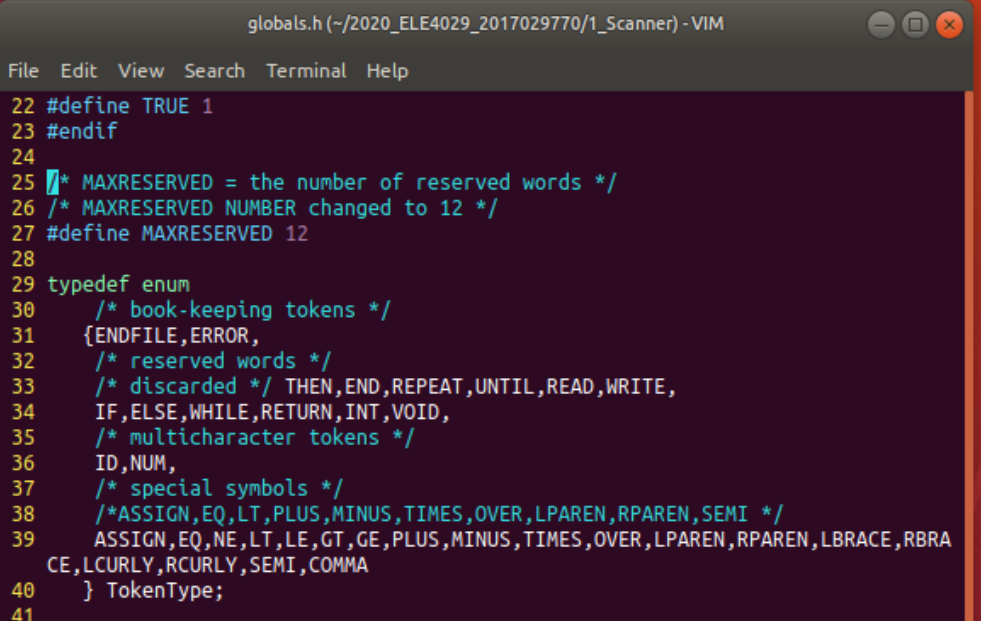 globals.h (~/2020_ELE4029_2017029770/1_Scanner) - VIM
File Edit View Search Terminal Help
22 #define TRUE 1
23 #endif
24
25 /* MAXRESERVED = the number of reserved words */
26 /* MAXRESERVED NUMBER changed to 12 */
27 #define MAXRESERVED 12
28
29 typedef enum
30     /* book-keeping tokens */
31    {ENDFILE,ERROR,
32     /* reserved words */
33     /* discarded */ THEN,END,REPEAT,UNTIL,READ,WRITE,
34     IF,ELSE,WHILE,RETURN,INT,VOID,
35     /* multicharacter tokens */
36     ID,NUM,
37     /* special symbols */
38     /*ASSIGN,EQ,LT,PLUS,MINUS,TIMES,OVER,LPAREN,RPAREN,SEMI */
39     ASSIGN,EQ,NE,LT,LE,GT,GE,PLUS,MINUS,TIMES,OVER,LPAREN,RPAREN,LBRACE,RBRA
CE,LCURLY,RCURLY,SEMI,COMMA
40    } TokenType;
41